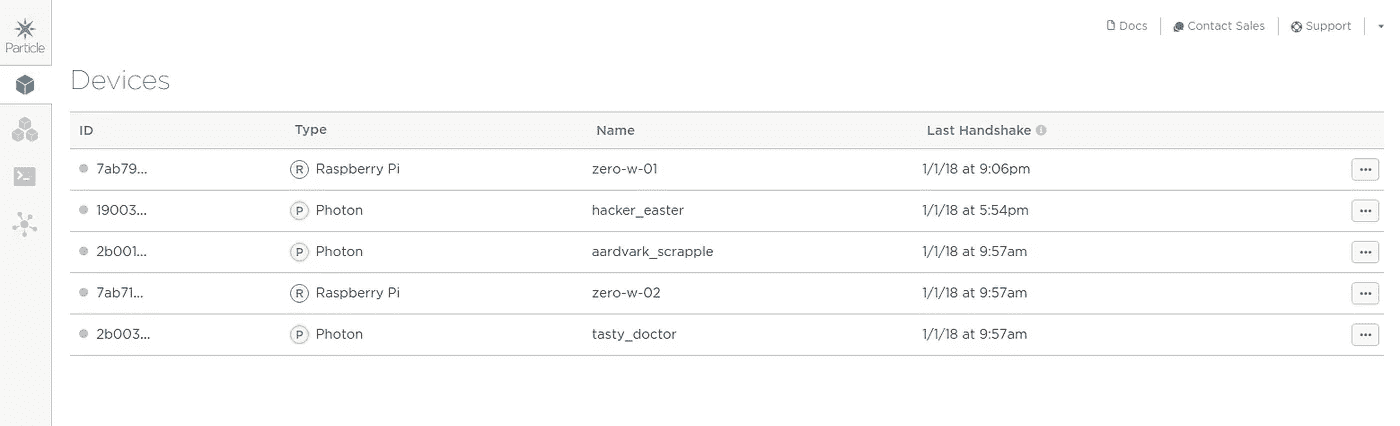 Particle
Docs Contact Sales Support
Devices
ID Type Name Last Handshake
7ab79... R Raspberry Pi zero-w-01 1/1/18 at 9:06pm
19003... P Photon hacker_easter 1/1/18 at 5:54pm
2b001... P Photon aardvark_scrapple 1/1/18 at 9:57am
7ab71... R Raspberry Pi zero-w-02 1/1/18 at 9:57am
2b003... P Photon tasty_doctor 1/1/18 at 9:57am